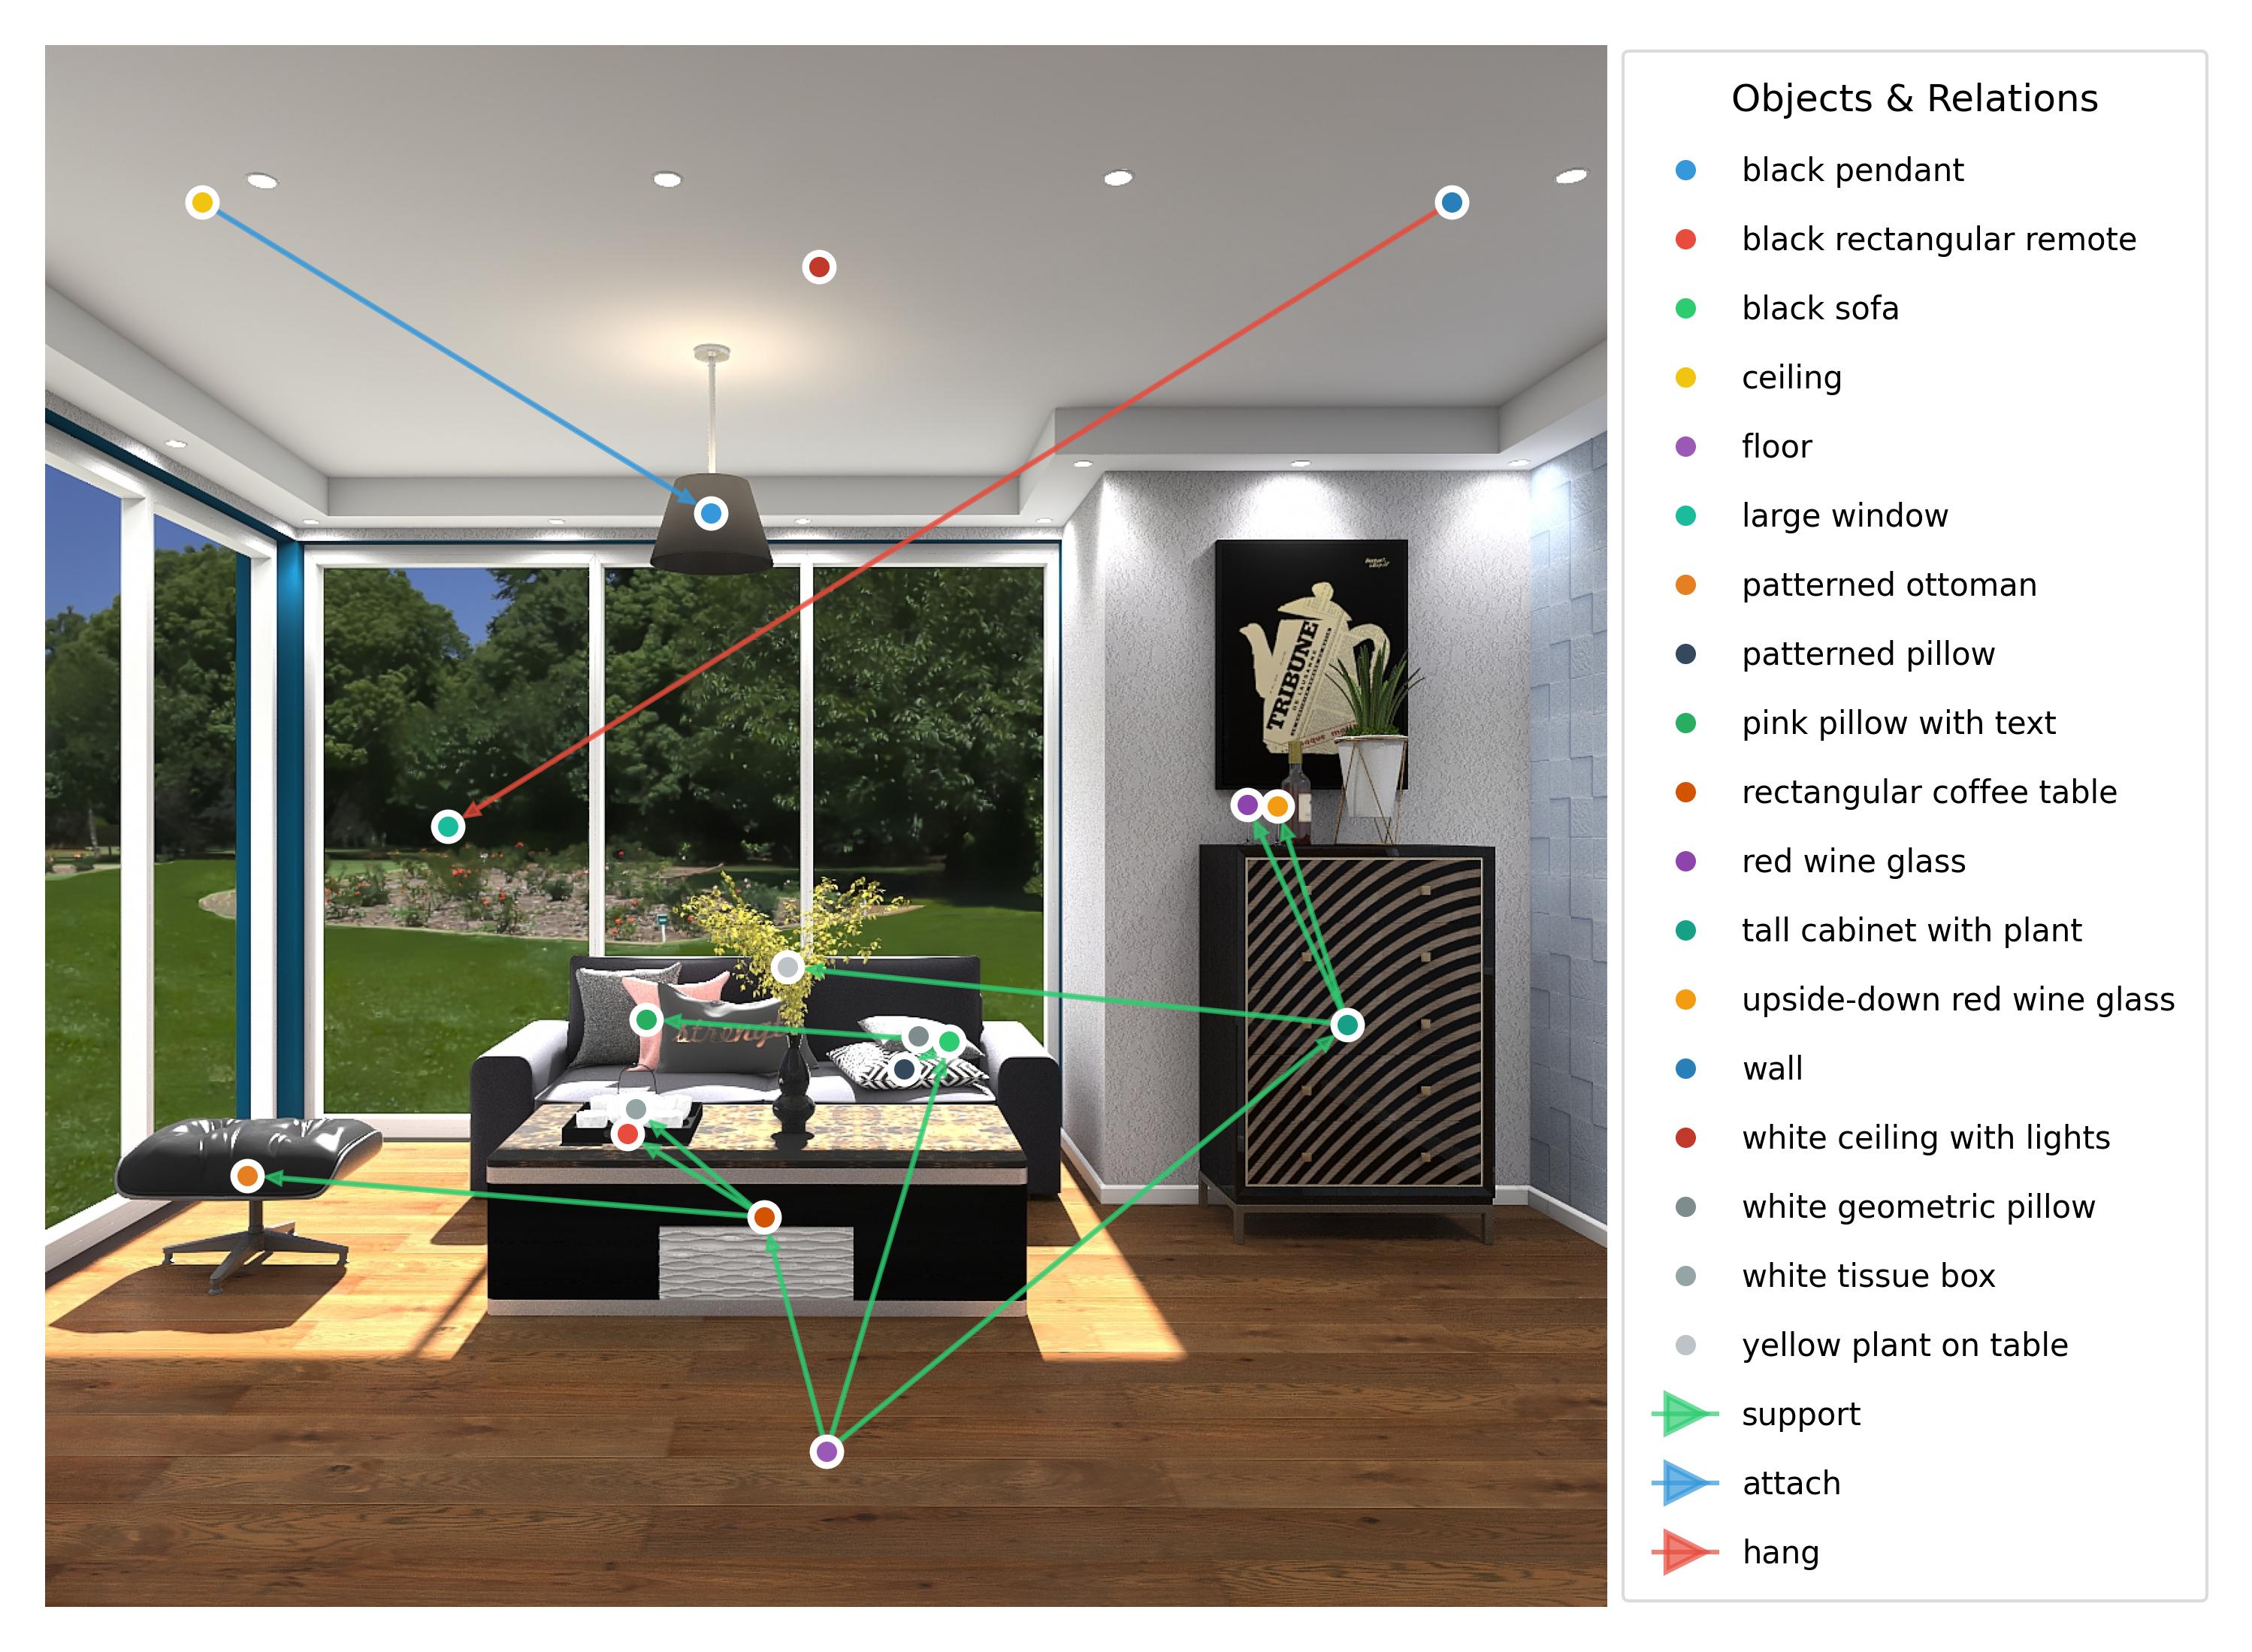 Objects & Relations
black pendant
black rectangular remote
black sofa
ceiling
floor
large window
patterned ottoman
patterned pillow
pink pillow with text
rectangular coffee table
red wine glass
tall cabinet with plant
upside-down red wine glass
wall
white ceiling with lights
white geometric pillow
white tissue box
yellow plant on table
support
attach
hang
TRIBUNE